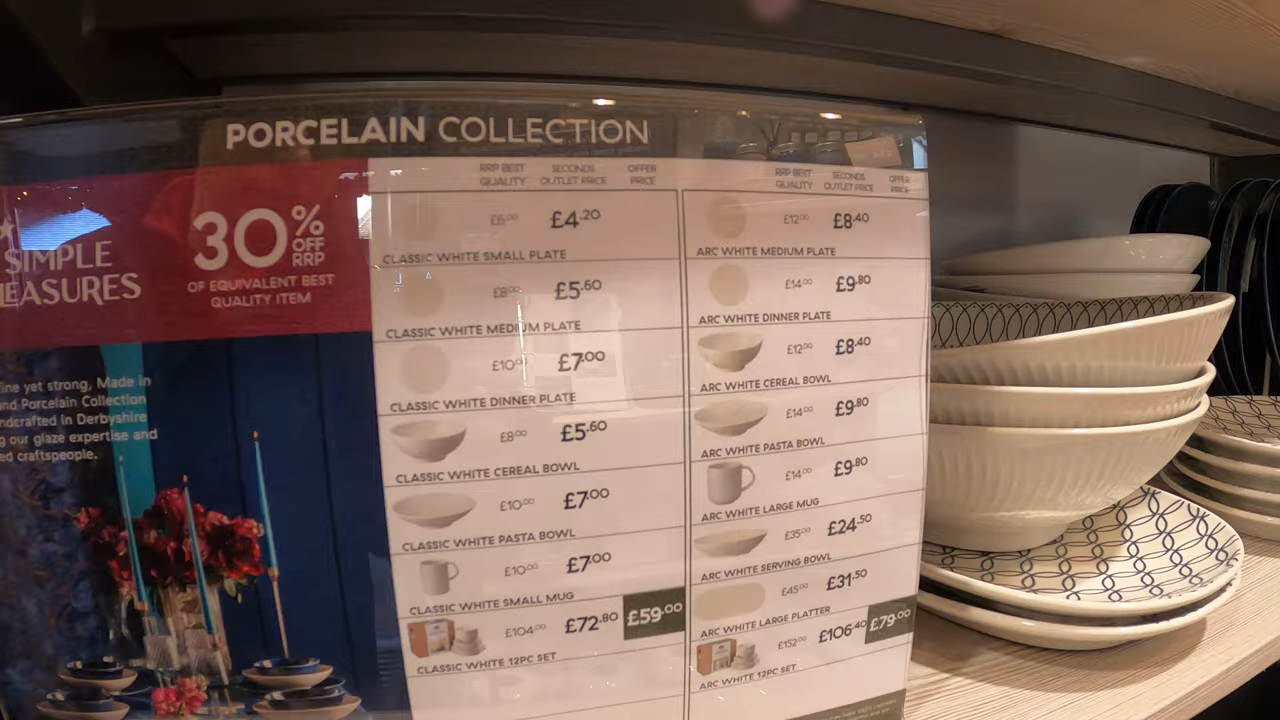 PORCELAIN COLLECTION
SIMPLE
EASURES
30% OFF RRP
OF EQUIVALENT BEST
QUALITY ITEM
ine yet strong, Made in
nd Porcelain Collection
ndcrafted in Derbyshire
g our glaze expertise and
ed craftspeople.
RRP BEST QUALITY SECONDS OUTLET PRICE OFFER PRICE
£6.00 £4.20
CLASSIC WHITE SMALL PLATE
£8.00 £5.60
CLASSIC WHITE MEDIUM PLATE
£10.00 £7.00
CLASSIC WHITE DINNER PLATE
£8.00 £5.60
CLASSIC WHITE CEREAL BOWL
£10.00 £7.00
CLASSIC WHITE PASTA BOWL
£10.00 £7.00
CLASSIC WHITE SMALL MUG
£104.00 £72.80 £59.00
CLASSIC WHITE 12PC SET
RRP BEST QUALITY SECONDS OUTLET PRICE OFFER PRICE
£12.00 £8.40
ARC WHITE MEDIUM PLATE
£14.00 £9.80
ARC WHITE DINNER PLATE
£12.00 £8.40
ARC WHITE CEREAL BOWL
£14.00 £9.80
ARC WHITE PASTA BOWL
£14.00 £9.80
ARC WHITE LARGE MUG
£35.00 £24.50
ARC WHITE SERVING BOWL
£45.00 £31.50
ARC WHITE LARGE PLATTER
£152.00 £106.40 £79.00
ARC WHITE 12PC SET